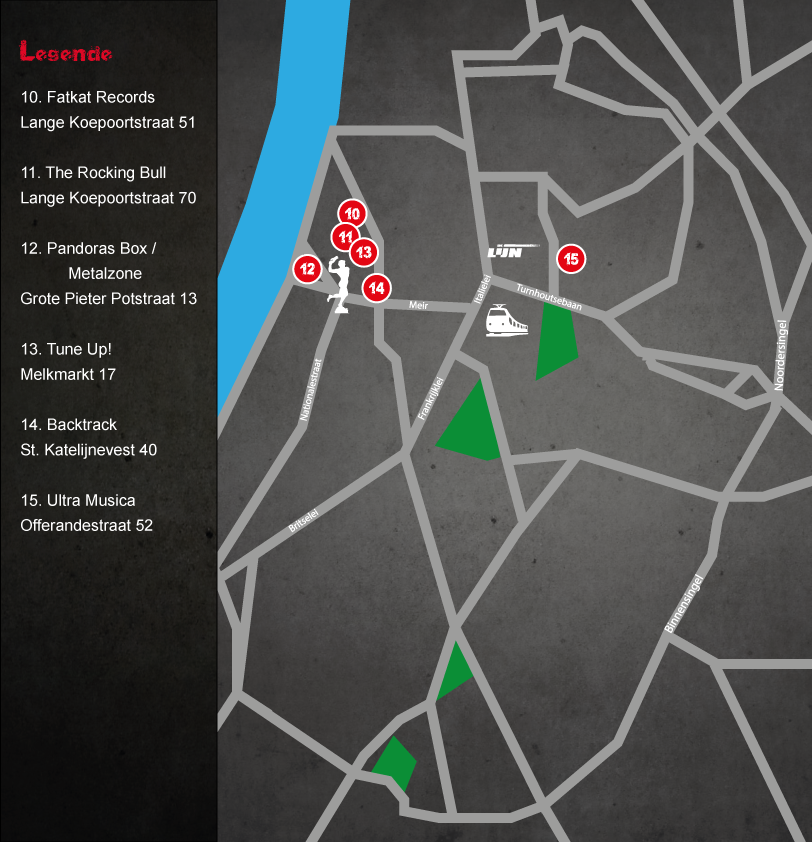 Legende
10. Fatkat Records
Lange Koepoortstraat 51
11. The Rocking Bull
Lange Koepoortstraat 70
12. Pandoras Box /
Metalzone
Grote Pieter Potstraat 13
13. Tune Up!
Melkmarkt 17
14. Backtrack
St. Katelijnevest 40
15. Ultra Musica
Offerandestraat 52
10
11
13
12
14
15
LIJN
Meir
Italielei
Turnhoutsebaan
Nationalestraat
Frankrijklei
Noordersingel
Britselei
Binnensingel